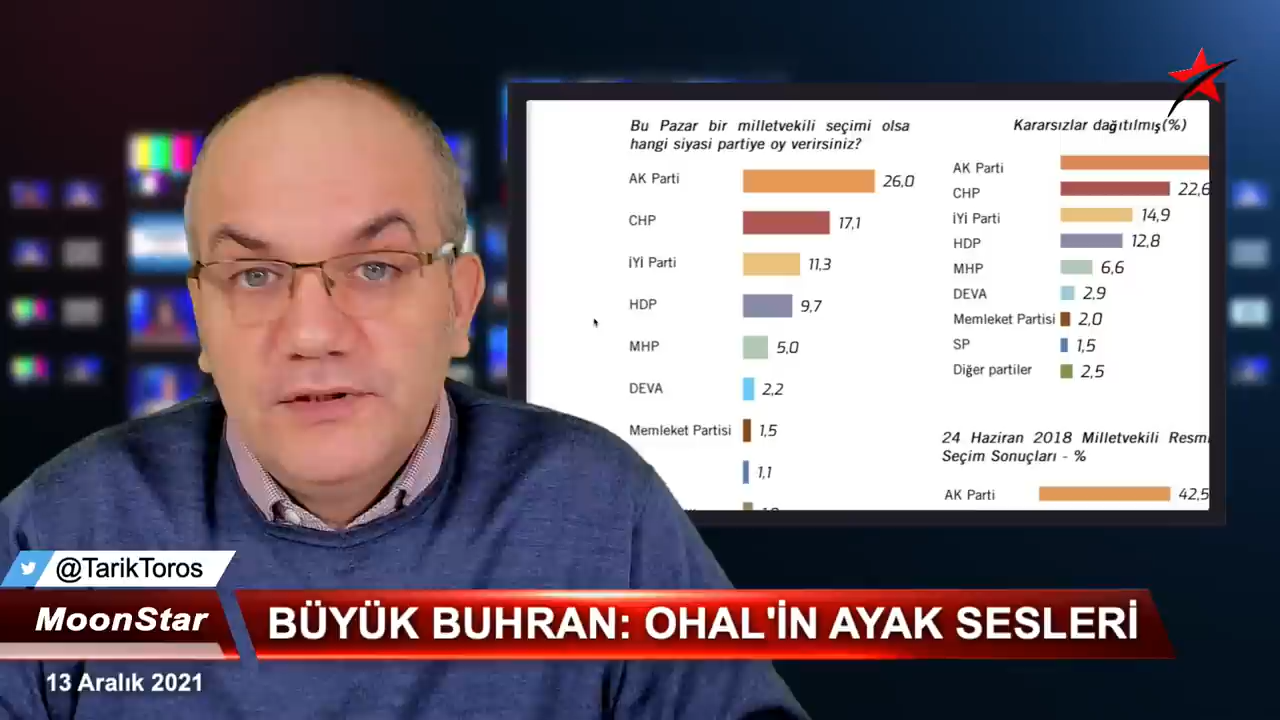 Bu Pazar bir milletvekili seçimi olsa
hangi siyasi partiye oy verirsiniz?
AK Parti 26,0
CHP 17,1
İYİ Parti 11,3
HDP 9,7
MHP 5,0
DEVA 2,2
Memleket Partisi 1,5
1,1
Kararsızlar dağıtılmış(%)
AK Parti
CHP 22,6
İYİ Parti 14,9
HDP 12,8
MHP 6,6
DEVA 2,9
Memleket Partisi 2,0
SP 1,5
Diğer partiler 2,5
24 Haziran 2018 Milletvekili Resm
Seçim Sonuçları - %
AK Parti 42,5
@TarikToros
MoonStar
BÜYÜK BUHRAN: OHAL'İN AYAK SESLERİ
13 Aralık 2021